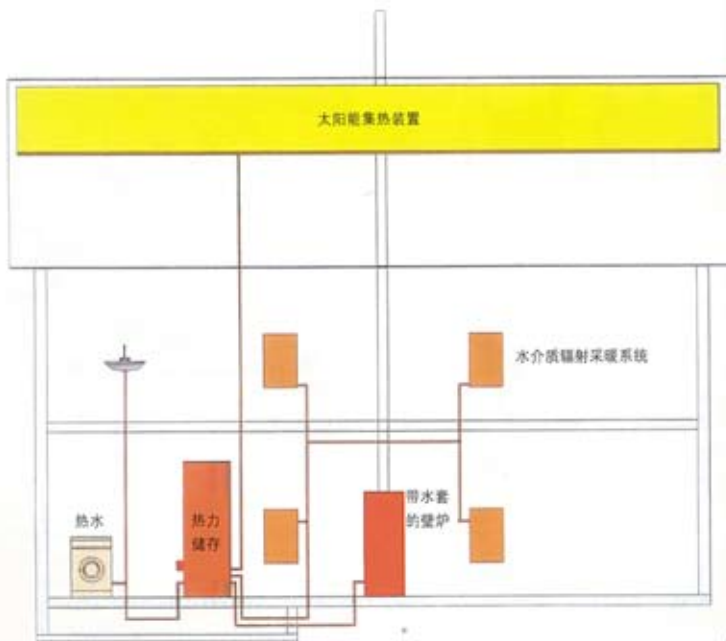 太阳能集热装置
水介质辐射采暖系统
热水
热力
储存
带水套
的壁炉